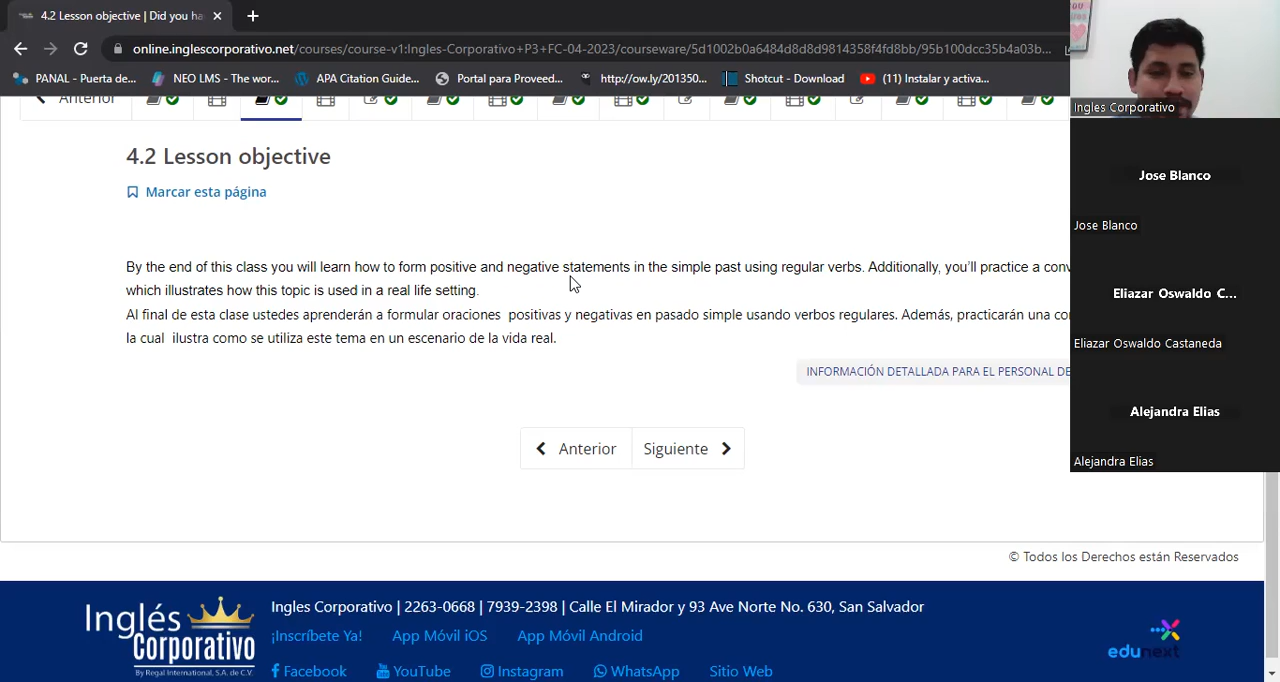 4.2 Lesson objective | Did you ha
online.inglescorporativo.net/courses/course-v1:Ingles-Corporativo+P3+FC-04-2023/courseware/5d1002b0a6484d8d8d9814358f4fd8bb/95b100dcc35b4a03b...
PANAL - Puerta de... NEO LMS - The wor... APA Citation Guide... Portal para Proveed... http://ow.ly/201350... Shotcut - Download (11) Instalar y activa...
Anterior
4.2 Lesson objective
Marcar esta página
By the end of this class you will learn how to form positive and negative statements in the simple past using regular verbs. Additionally, you'll practice a conv
which illustrates how this topic is used in a real life setting.
Al final de esta clase ustedes aprenderán a formular oraciones positivas y negativas en pasado simple usando verbos regulares. Además, practicarán una co
la cual ilustra como se utiliza este tema en un escenario de la vida real.
INFORMACIÓN DETALLADA PARA EL PERSONAL DE
Anterior Siguiente
© Todos los Derechos están Reservados
Inglés Corporativo
By Regal International, S.A. de C.V.
Ingles Corporativo | 2263-0668 | 7939-2398 | Calle El Mirador y 93 Ave Norte No. 630, San Salvador
¡Inscríbete Ya! App Móvil iOS App Móvil Android
Facebook YouTube Instagram WhatsApp Sitio Web
edunext
Ingles Corporativo
Jose Blanco
Jose Blanco
Eliazar Oswaldo C...
Eliazar Oswaldo Castaneda
Alejandra Elias
Alejandra Elias